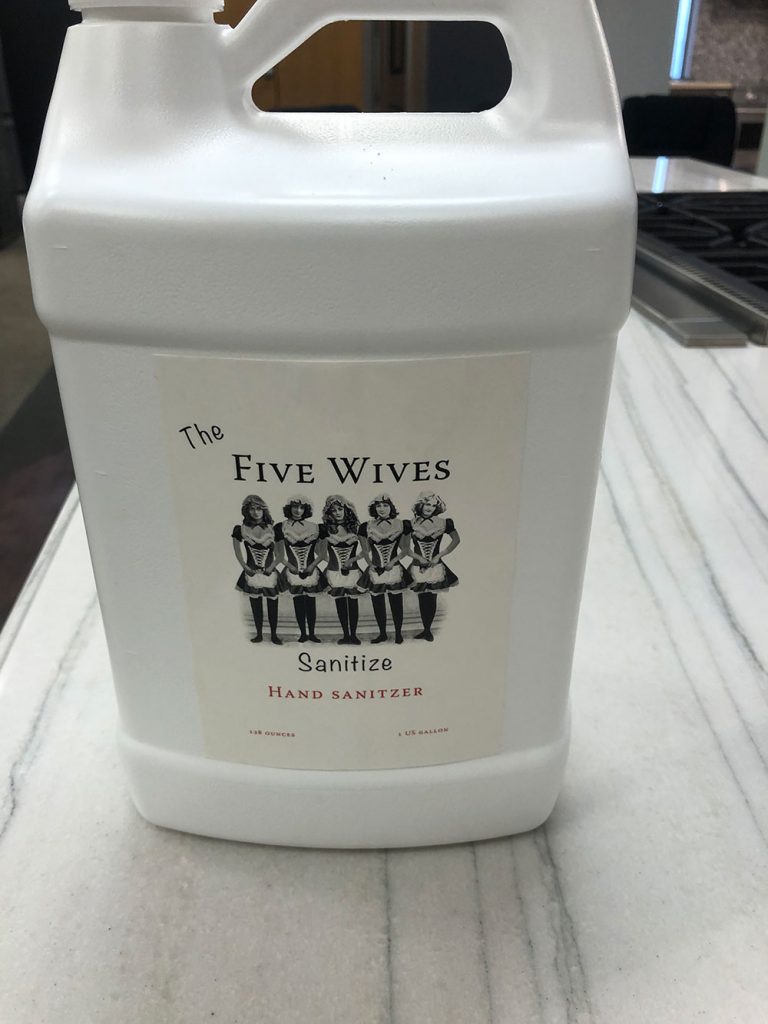 The
FIVE WIVES
Sanitize
HAND SANITZER
128 OUNCES 1 US GALLON